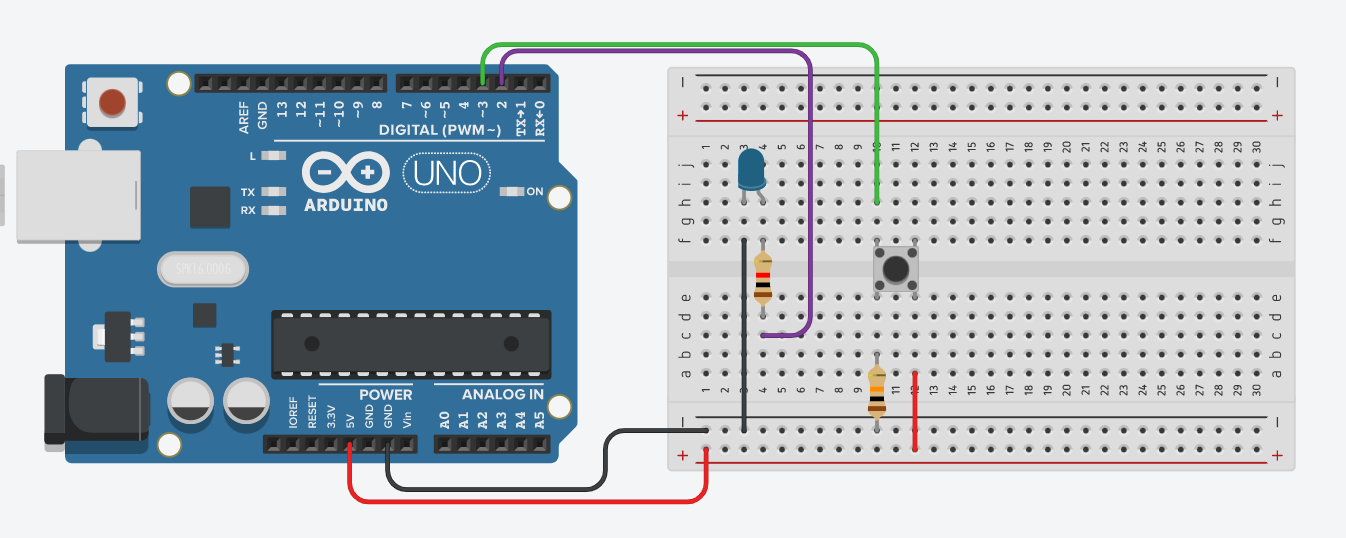 AREF
GND
13
12
~11
~10
~9
8
7
~6
~5
4
~3
2
TX→1
RX←0
DIGITAL (PWM~)
L
TX
RX
UNO
ARDUINO
ON
SPK16.000G
IOREF
RESET
3.3V
5V
GND
GND
Vin
POWER
ANALOG IN
A0
A1
A2
A3
A4
A5
− −
+ +
1 2 3 4 5 6 7 8 9 10 11 12 13 14 15 16 17 18 19 20 21 22 23 24 25 26 27 28 29 30
j j
i i
h h
g g
f f
e e
d d
c c
b b
a a
1 2 3 4 5 6 7 8 9 10 11 12 13 14 15 16 17 18 19 20 21 22 23 24 25 26 27 28 29 30
− −
+ +